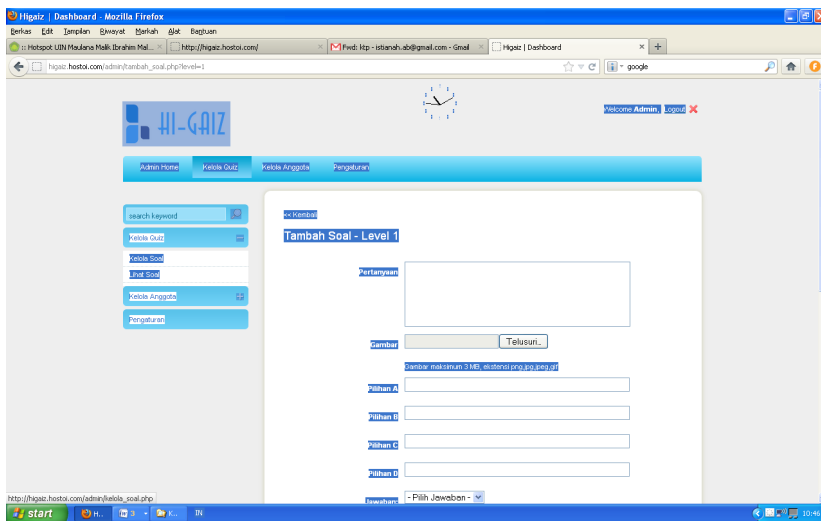 Higaiz | Dashboard - Mozilla Firefox
Berkas Edit Tampilan Riwayat Markah Alat Bantuan
:: Hotspot UIN Maulana Malik Ibrahim Mal... × http://higaiz.hostoi.com/ × Fwd: ktp - istianah.ab@gmail.com - Gmail × Higaiz | Dashboard × +
higaiz.hostoi.com/admin/tambah_soal.php?level=1 google
HI-GAIZ
Welcome Admin, Logout
Admin Home Kelola Quiz Kelola Anggota Pengaturan
search keyword
<< Kembali
Kelola Quiz
Tambah Soal - Level 1
Kelola Soal
Lihat Soal
Pertanyaan
Kelola Anggota
Pengaturan
Gambar Telusuri..
Gambar maksimum 3 MB, ekstensi png,jpg,jpeg,gif
Pilihan A
Pilihan B
Pilihan C
Pilihan D
Jawaban: - Pilih Jawaban -
http://higaiz.hostoi.com/admin/kelola_soal.php
start H.. 3 K.. IN 10:46